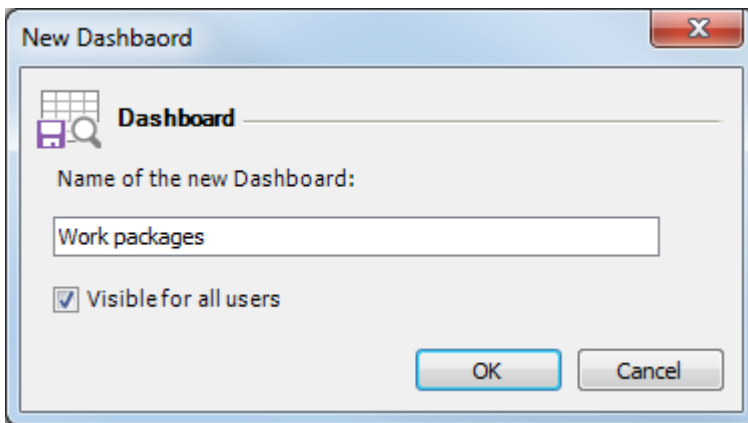 New Dashbaord
Dashboard
Name of the new Dashboard:
Work packages
Visible for all users
OK Cancel